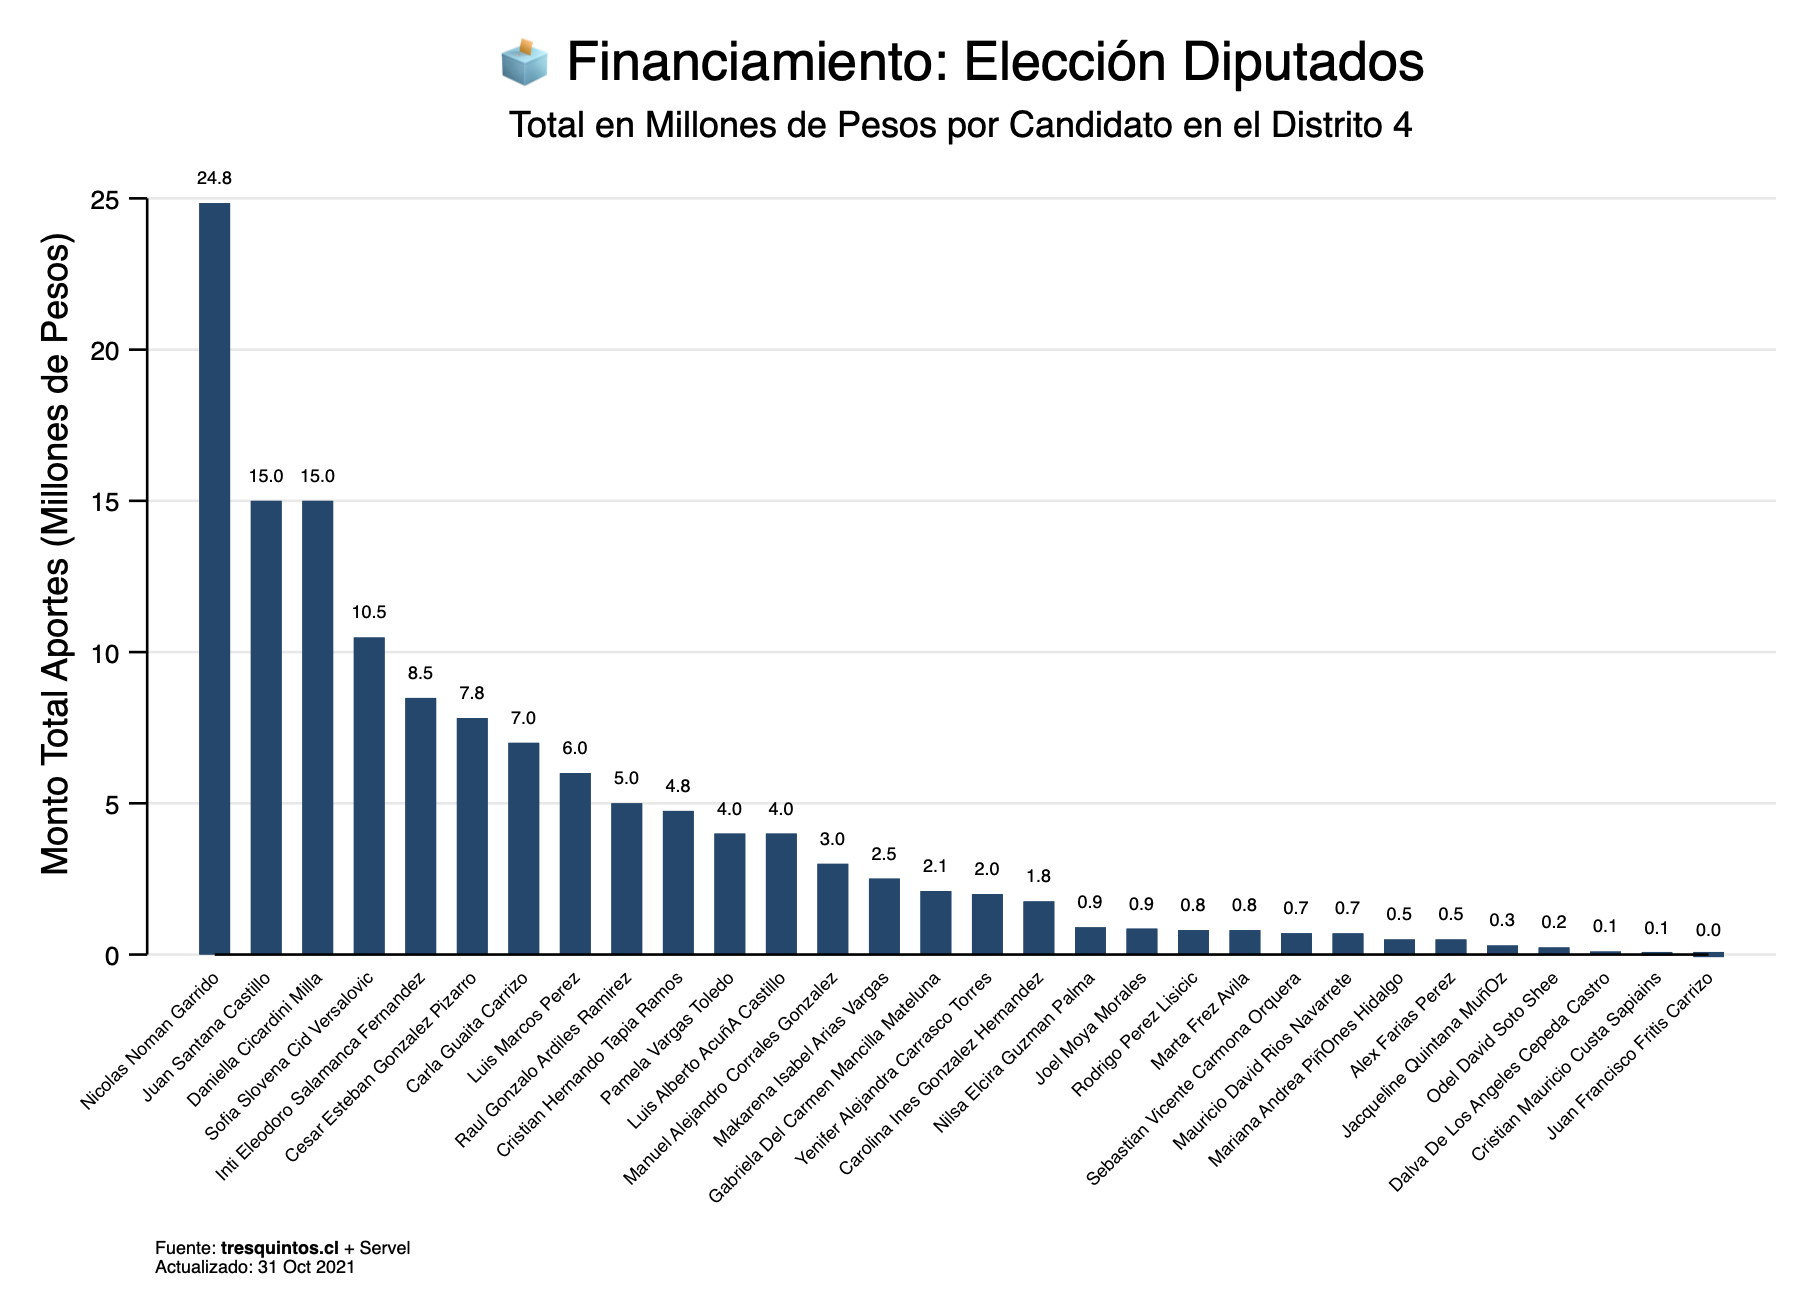 Financiamiento: Elección Diputados
Total en Millones de Pesos por Candidato en el Distrito 4
Monto Total Aportes (Millones de Pesos)
25
20
15
10
5
0
24.8
15.0
15.0
10.5
8.5
7.8
7.0
6.0
5.0
4.8
4.0
4.0
3.0
2.5
2.1
2.0
1.8
0.9
0.9
0.8
0.8
0.7
0.7
0.5
0.5
0.3
0.2
0.1
0.1
0.0
Nicolas Noman Garrido
Juan Santana Castillo
Daniella Cicardini Milla
Sofia Slovena Cid Versalovic
Inti Eleodoro Salamanca Fernandez
Cesar Esteban Gonzalez Pizarro
Carla Guaita Carrizo
Luis Marcos Perez
Raul Gonzalo Ardiles Ramirez
Cristian Hernando Tapia Ramos
Pamela Vargas Toledo
Luis Alberto AcuñA Castillo
Manuel Alejandro Corrales Gonzalez
Makarena Isabel Arias Vargas
Gabriela Del Carmen Mancilla Mateluna
Yenifer Alejandra Carrasco Torres
Carolina Ines Gonzalez Hernandez
Nilsa Elcira Guzman Palma
Joel Moya Morales
Rodrigo Perez Lisicic
Marta Frez Avila
Sebastian Vicente Carmona Orquera
Mauricio David Rios Navarrete
Mariana Andrea PiñOnes Hidalgo
Alex Farias Perez
Jacqueline Quintana MuñOz
Odel David Soto Shee
Dalva De Los Angeles Cepeda Castro
Cristian Mauricio Custa Sapiains
Juan Francisco Fritis Carrizo
Fuente: tresquintos.cl + Servel
Actualizado: 31 Oct 2021